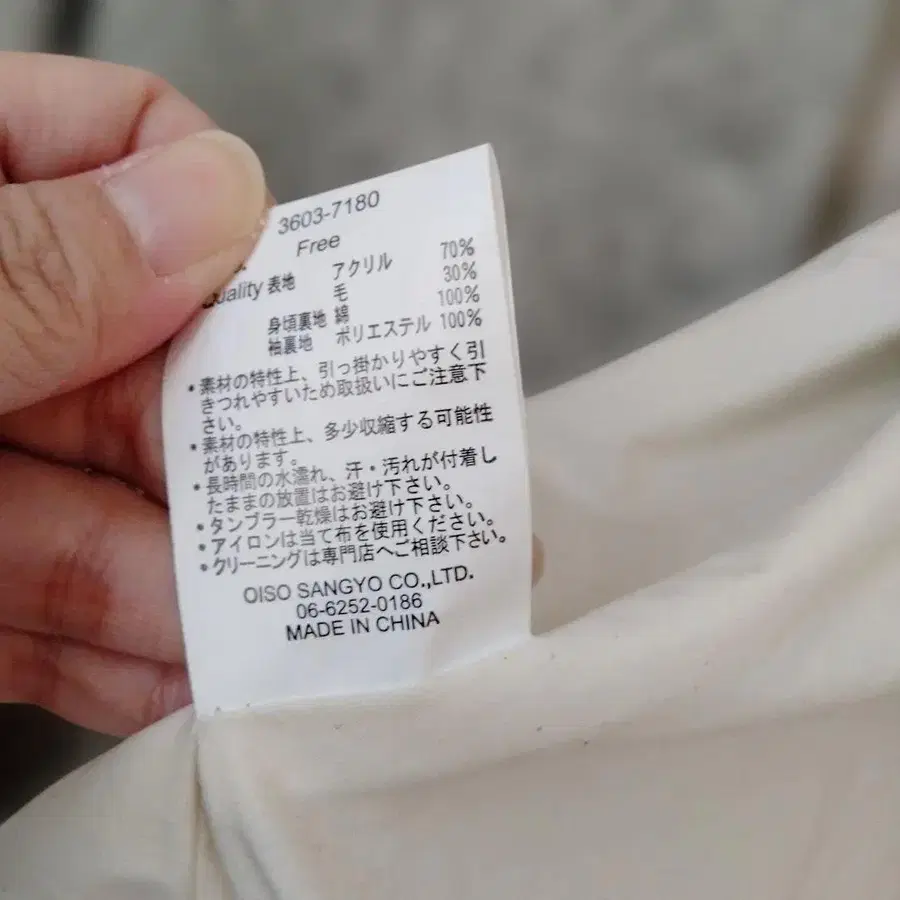 3603-7180
Free
Quality 表地 アクリル 70%
毛 30%
身頃裏地 綿 100%
袖裏地 ポリエステル 100%
・素材の特性上、引っ掛かりやすく引
きつれやすいため取扱いにご注意下
さい。
・素材の特性上、多少収縮する可能性
があります。
・長時間の水濡れ、汗・汚れが付着し
たままの放置はお避け下さい。
・タンブラー乾燥はお避け下さい。
・アイロンは当て布を使用ください。
・クリーニングは専門店へご相談下さい。
OISO SANGYO CO.,LTD.
06-6252-0186
MADE IN CHINA